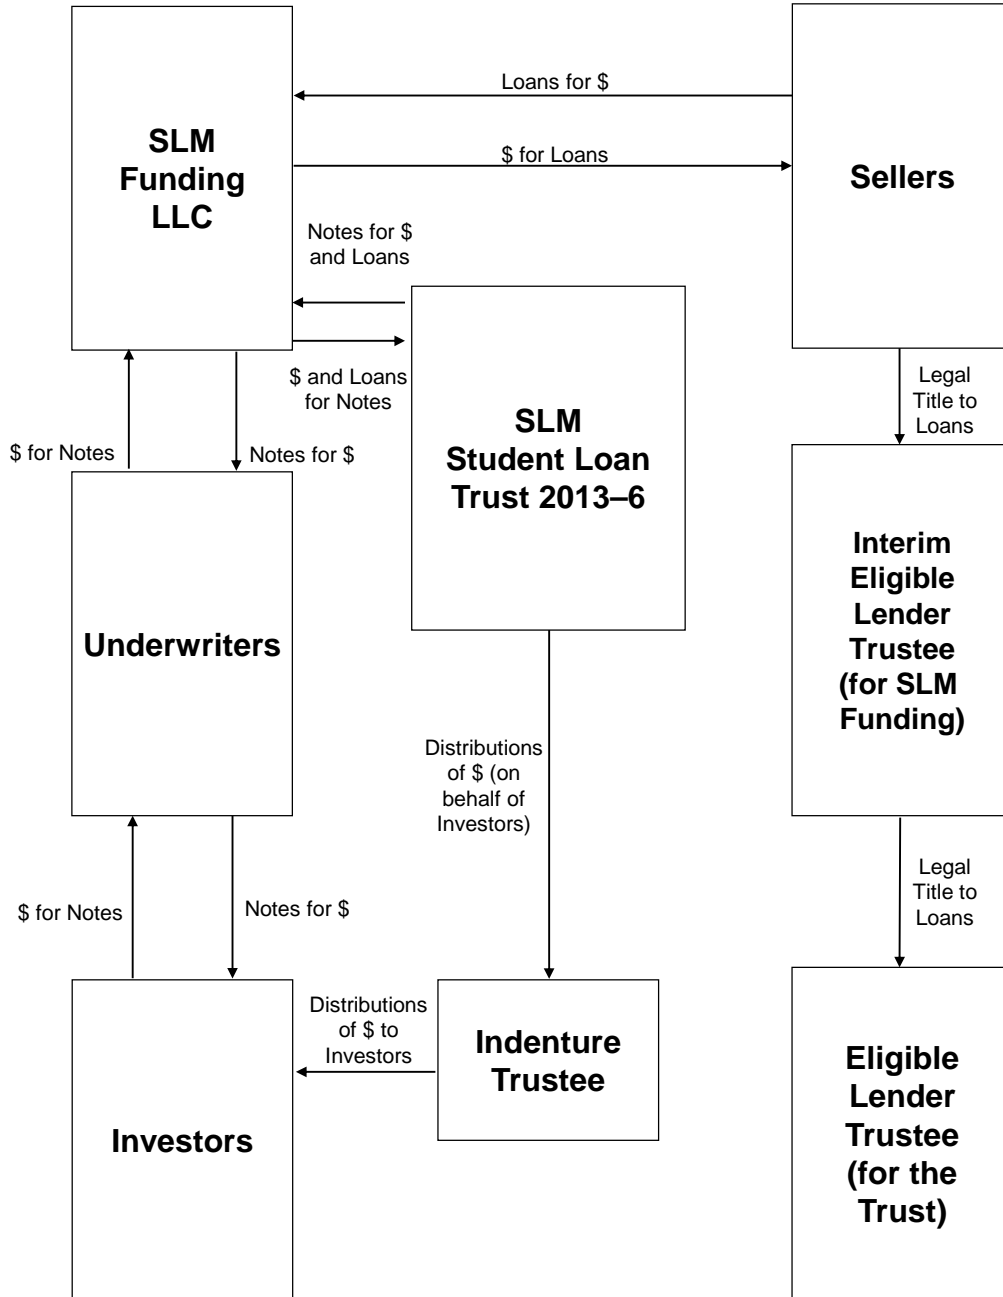 Loans for $
SLM
Funding
LLC
$ for Loans
Sellers
Notes for $
and Loans
$ and Loans
for Notes
Legal
Title to
Loans
SLM
Student Loan
Trust 2013–6
$ for Notes
Notes for $
Interim
Eligible
Lender
Trustee
(for SLM
Funding)
Underwriters
Distributions
of $ (on
behalf of
Investors)
Legal
Title to
Loans
$ for Notes
Notes for $
Distributions
of $ to
Investors
Indenture
Trustee
Investors
Eligible
Lender
Trustee
(for the
Trust)